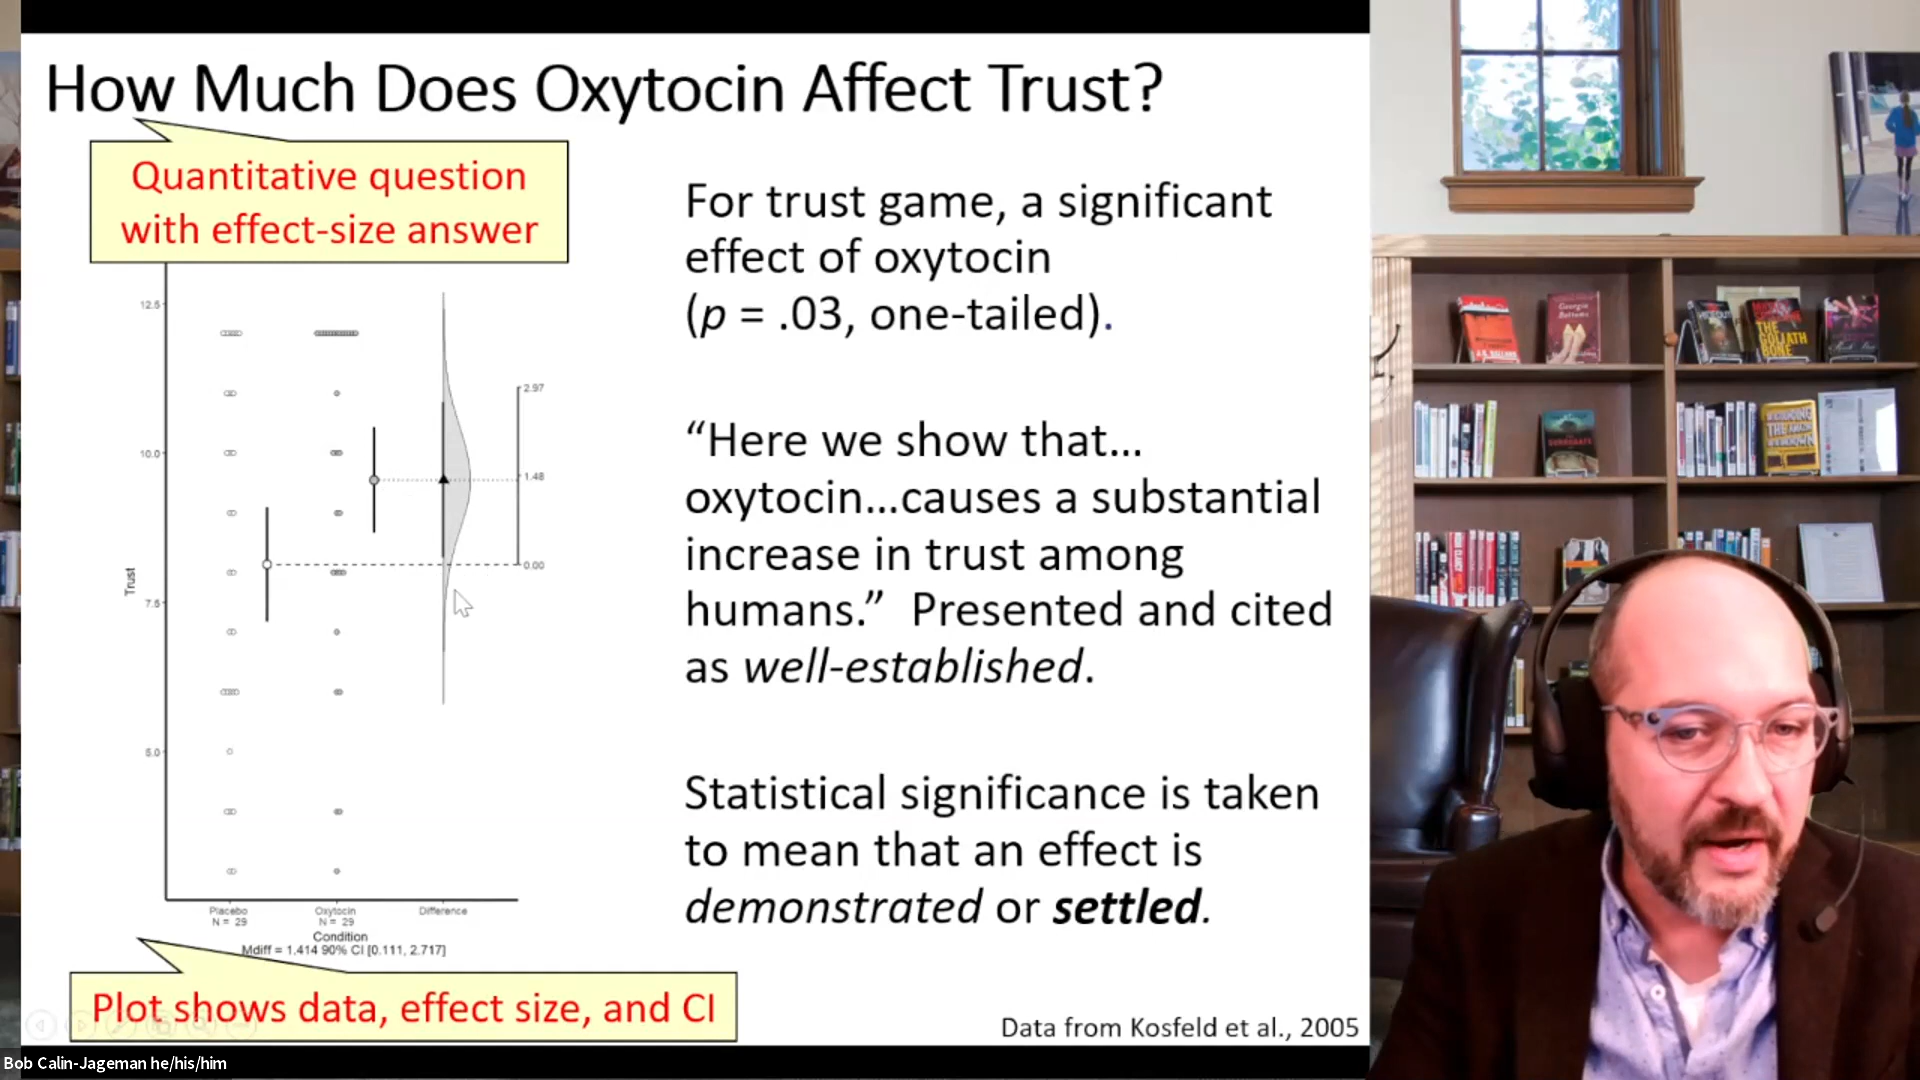 How Much Does Oxytocin Affect Trust?
Quantitative question
with effect-size answer
12.5
10.0
7.5
5.0
Trust
2.97
1.48
0.00
Placebo
N = 29
Oxytocin
N = 29
Difference
Condition
Mdiff = 1.414 90% CI [0.111, 2.717]
Plot shows data, effect size, and CI
For trust game, a significant
effect of oxytocin
(p = .03, one-tailed).
“Here we show that…
oxytocin…causes a substantial
increase in trust among
humans.” Presented and cited
as well-established.
Statistical significance is taken
to mean that an effect is
demonstrated or settled.
Data from Kosfeld et al., 2005
THE
GOLIATH
BONE
Bob Calin-Jageman he/his/him